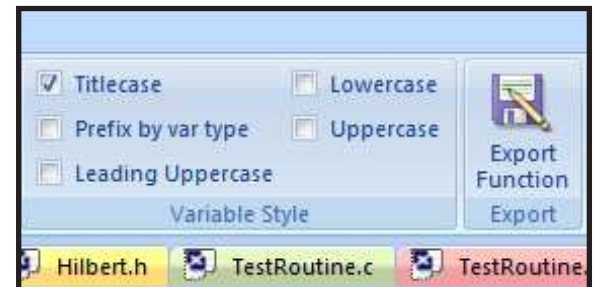 Titlecase
Lowercase
Prefix by var type
Uppercase
Leading Uppercase
Variable Style
Export
Function
Export
Hilbert.h
TestRoutine.c
TestRoutine.